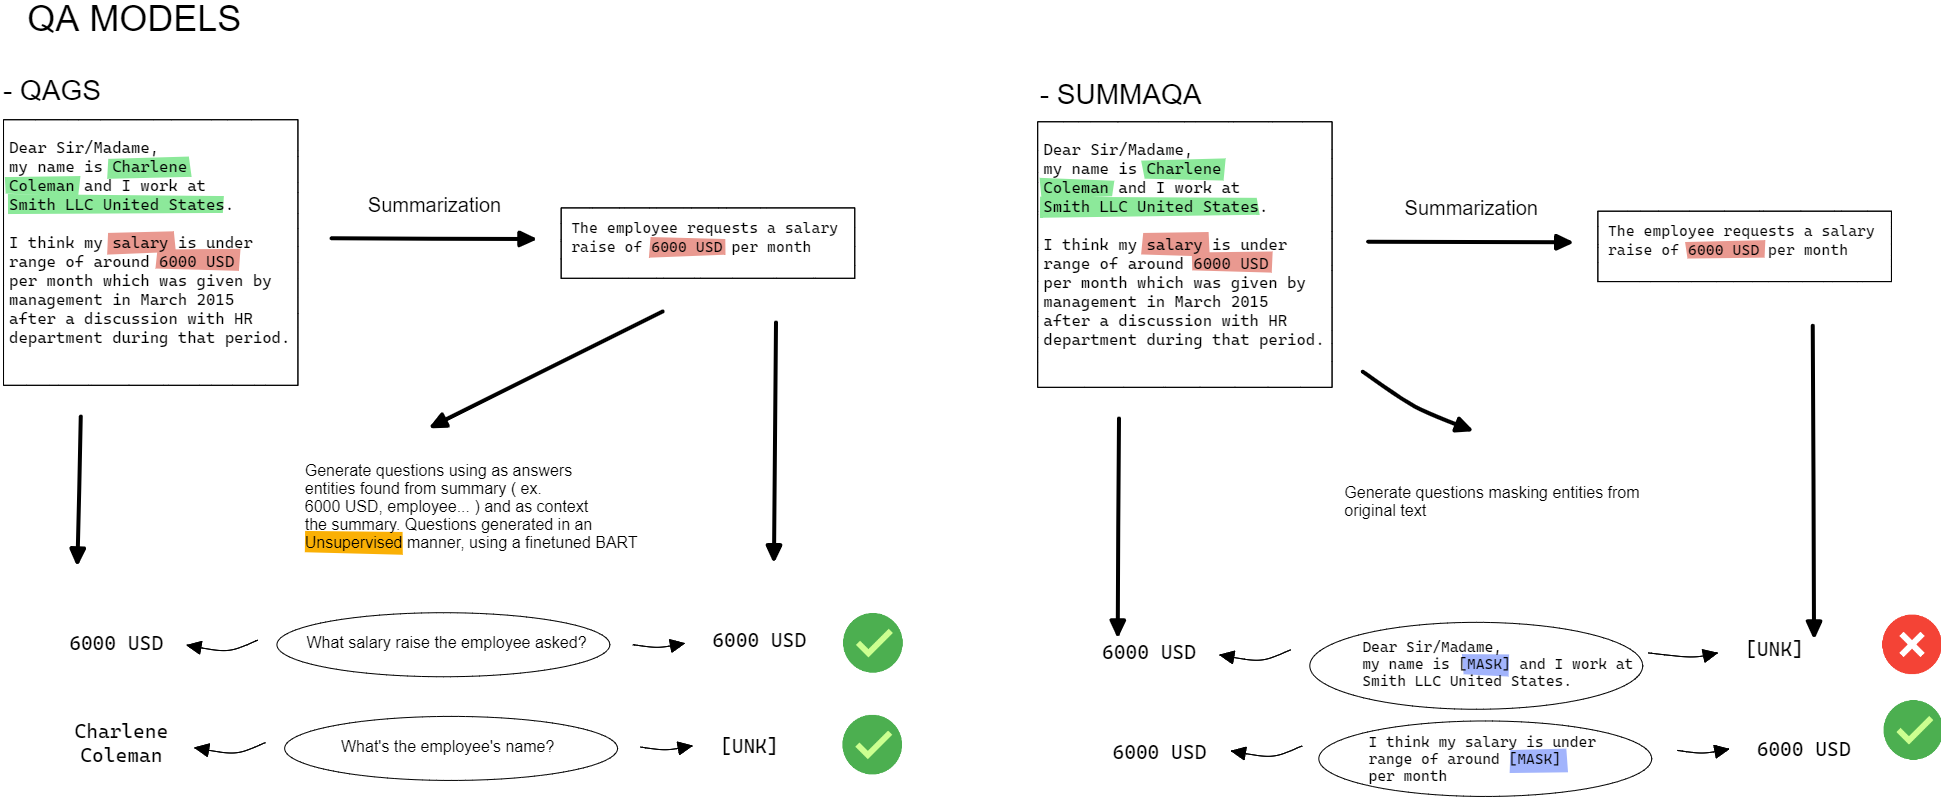 QA MODELS
- QAGS
Dear Sir/Madame,
my name is Charlene
Coleman and I work at
Smith LLC United States.
I think my salary is under
range of around 6000 USD
per month which was given by
management in March 2015
after a discussion with HR
department during that period.
Summarization
The employee requests a salary
raise of 6000 USD per month
Generate questions using as answers
entities found from summary ( ex.
6000 USD, employee... ) and as context
the summary. Questions generated in an
Unsupervised manner, using a finetuned BART
6000 USD
What salary raise the employee asked?
6000 USD
Charlene
Coleman
What's the employee's name?
[UNK]
- SUMMAQA
Dear Sir/Madame,
my name is Charlene
Coleman and I work at
Smith LLC United States.
I think my salary is under
range of around 6000 USD
per month which was given by
management in March 2015
after a discussion with HR
department during that period.
Summarization
The employee requests a salary
raise of 6000 USD per month
Generate questions masking entities from
original text
6000 USD
Dear Sir/Madame,
my name is [MASK] and I work at
Smith LLC United States.
[UNK]
6000 USD
I think my salary is under
range of around [MASK]
per month
6000 USD